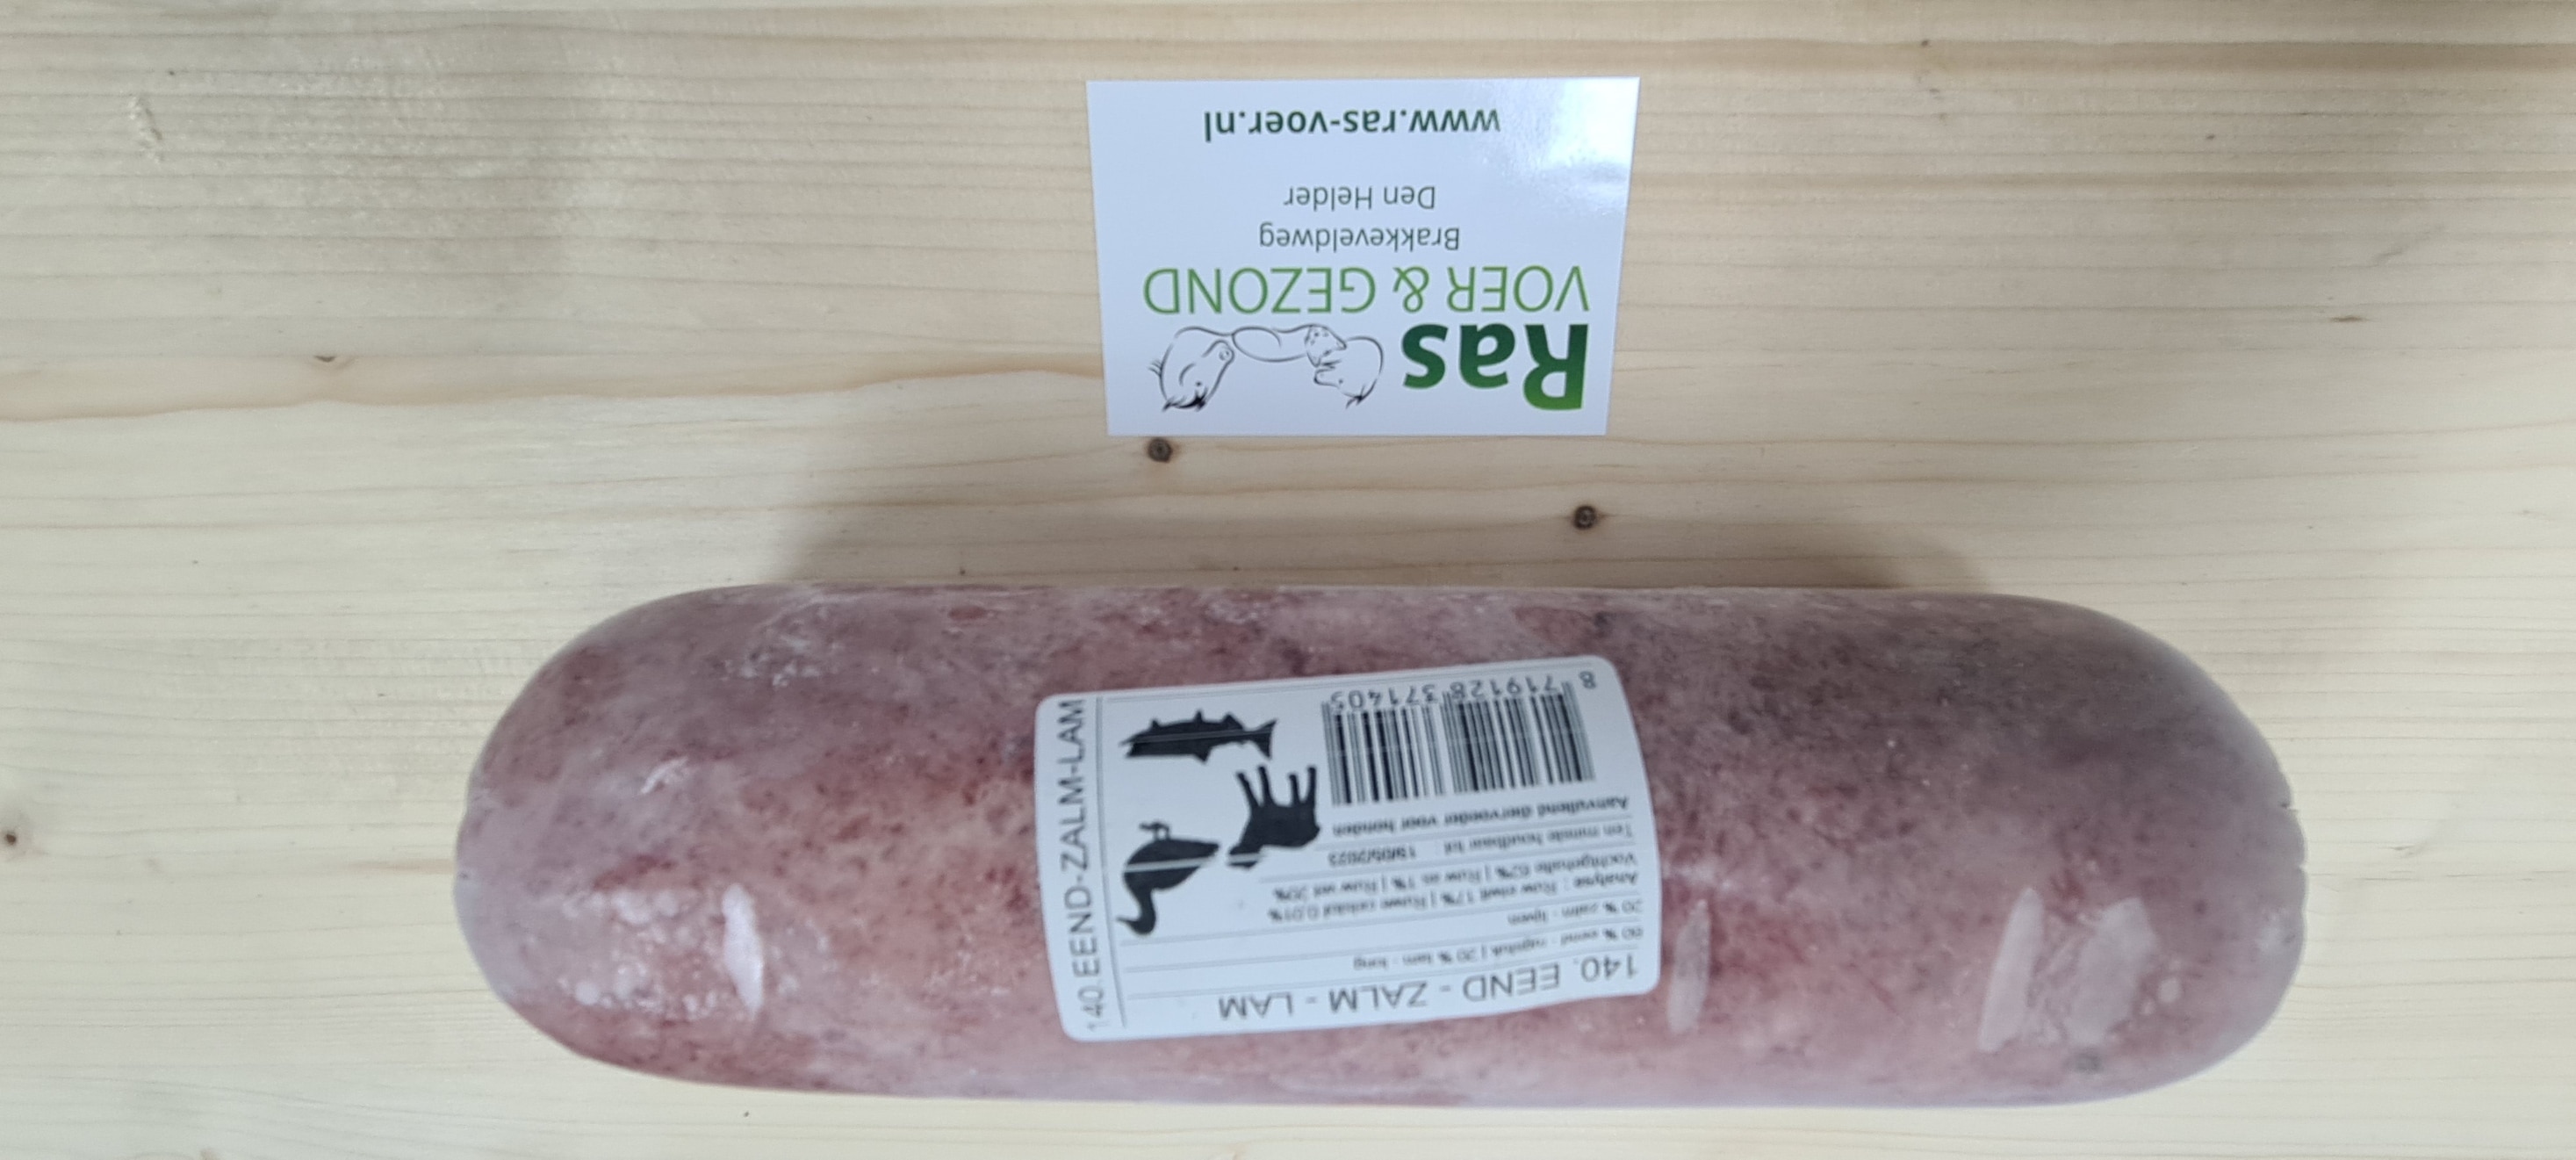 Ras
VOER & GEZOND
Brakkeveldweg
Den Helder
www.ras-voer.nl
140. EEND - ZALM - LAM
60 % eend - ruggluk | 20 % lam - long
20 % zalm - lijven
Analyse : Ruw eiwit 17% | Ruwe celstof 0,01%
Vochtgehalte 62% | Ruw as 1% | Ruw vet 20%
Ten minste houdbaar tot : 19/05/2023
Aanvullend diervoeder voor honden
8 719128 371405
140. EEND-ZALM-LAM